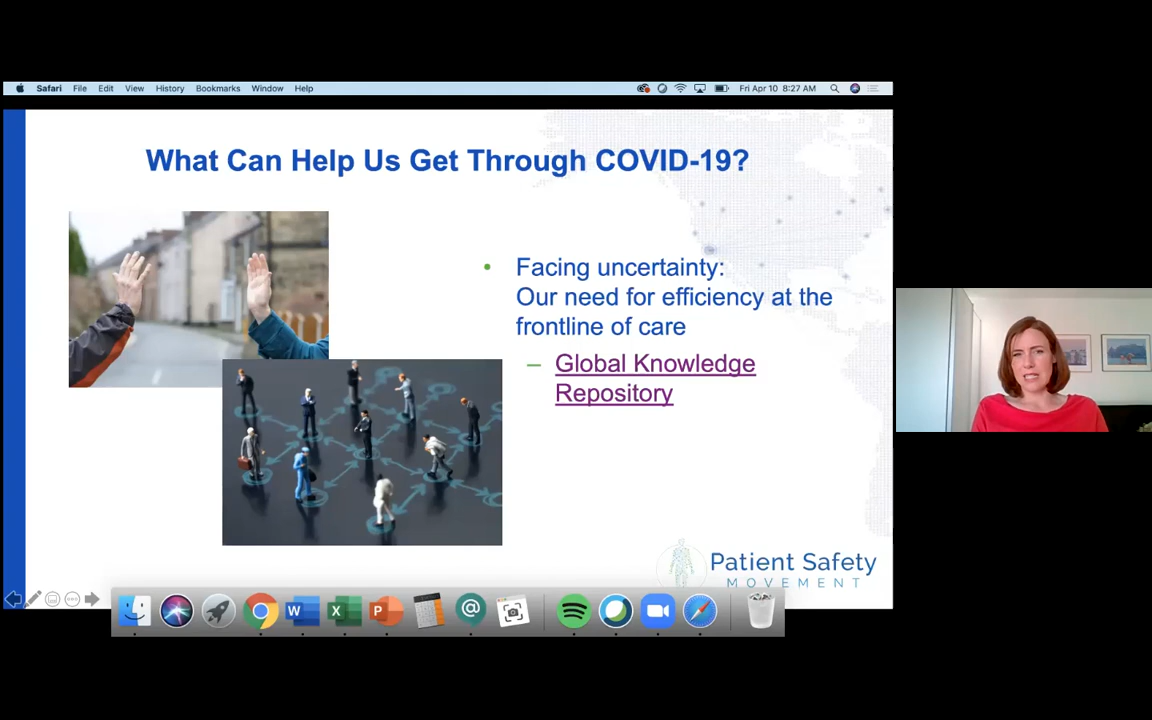 Safari File Edit View History Bookmarks Window Help Fri Apr 10 8:27 AM
What Can Help Us Get Through COVID-19?
• Facing uncertainty:
Our need for efficiency at the
frontline of care
– Global Knowledge
Repository
Patient Safety
MOVEMENT
W X P @